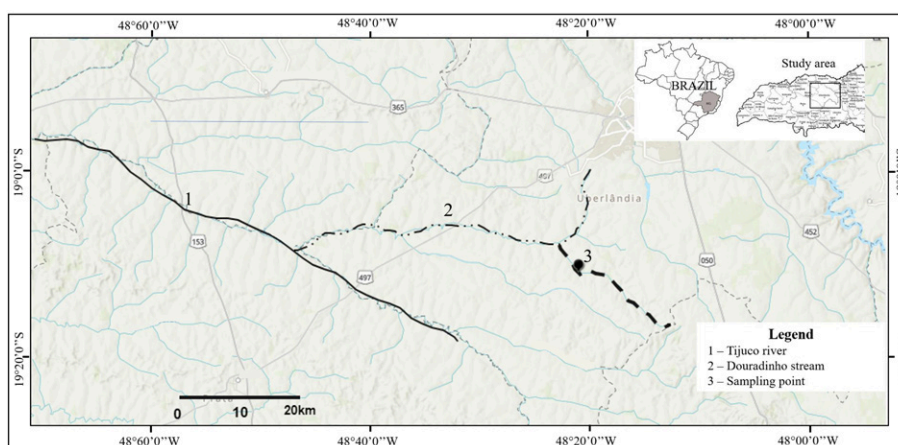 48°60'0"W
48°40'0"W
48°20'0"W
48°00'0"W
Study area
BRAZIL
365
19°0'0"S
497
Uberlândia
1
2
452
153
3
050
497
Legend
1 – Tijuco river
2 – Douradinho stream
3 – Sampling point
19°20'0"S
0 10 20km
48°60'0"W
48°40'0"W
48°20'0"W
48°00'0"W